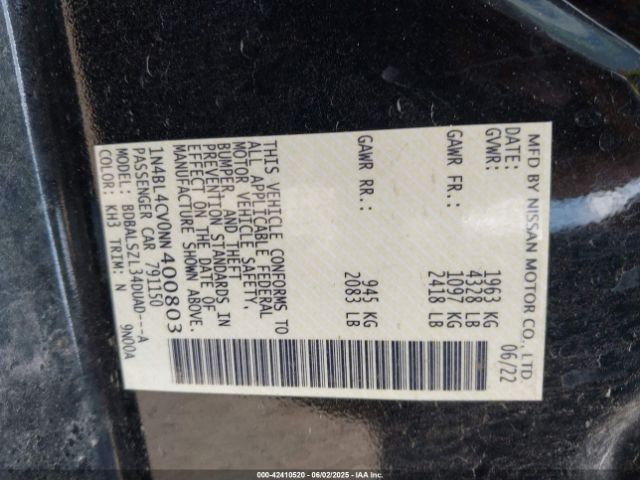 MFD BY NISSAN MOTOR CO., LTD
DATE: 06/22
GVWR: 1963 KG
4328 LB
GAWR FR.: 1097 KG
2418 LB
GAWR RR.: 945 KG
2083 LB
THIS VEHICLE CONFORMS TO
ALL APPLICABLE FEDERAL
MOTOR VEHICLE SAFETY,
BUMPER, AND THEFT
PREVENTION STANDARDS IN
EFFECT ON THE DATE OF
MANUFACTURE SHOWN ABOVE.
1N4BL4CV0NN400803
PASSENGER CAR 791150
MODEL: BDBALSZL34DUAD---A
COLOR: KH3 TRIM: N 9N00A
000-42410520 - 06/02/2025 - IAA Corp.